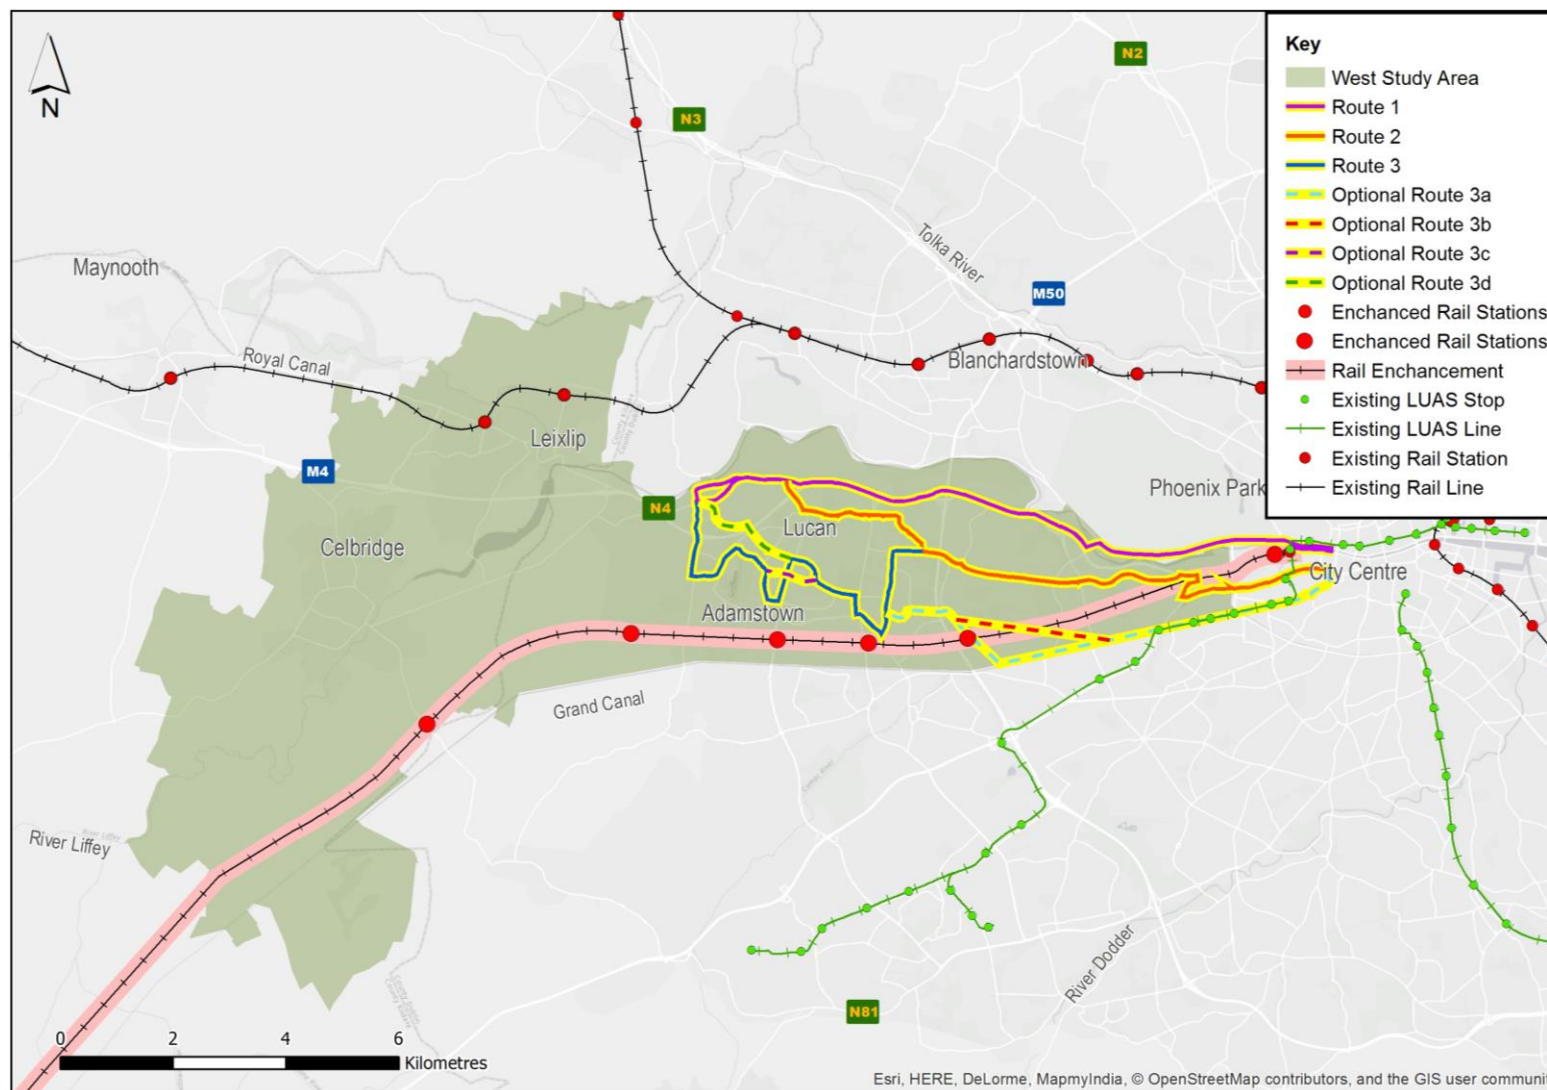 N
N2
N3
Key
West Study Area
Route 1
Route 2
Route 3
Optional Route 3a
Optional Route 3b
Optional Route 3c
Optional Route 3d
Enchanced Rail Stations
Enchanced Rail Stations
Rail Enchancement
Existing LUAS Stop
Existing LUAS Line
Existing Rail Station
Existing Rail Line
Tolka River
Maynooth
M50
Royal Canal
Blanchardstown
Leixlip
M4
N4
Phoenix Park
Lucan
Celbridge
City Centre
Adamstown
Grand Canal
River Liffey
River Liffey
River Dodder
N81
0 2 4 6
Kilometres
Esri, HERE, DeLorme, MapmyIndia, © OpenStreetMap contributors, and the GIS user communi